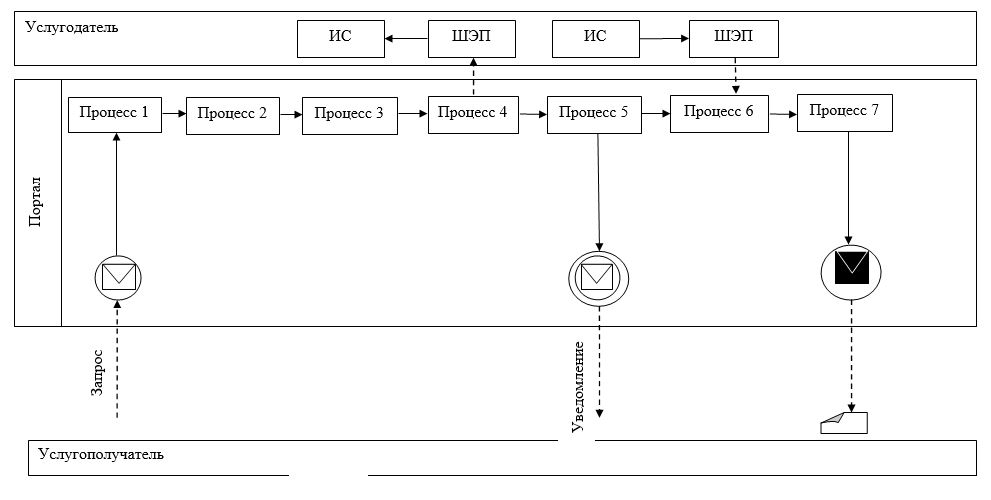 Услугодатель
ИС
ШЭП
ИС
ШЭП
Процесс 1
Процесс 2
Процесс 3
Процесс 4
Процесс 5
Процесс 6
Процесс 7
Портал
Запрос
Уведомление
Услугополучатель